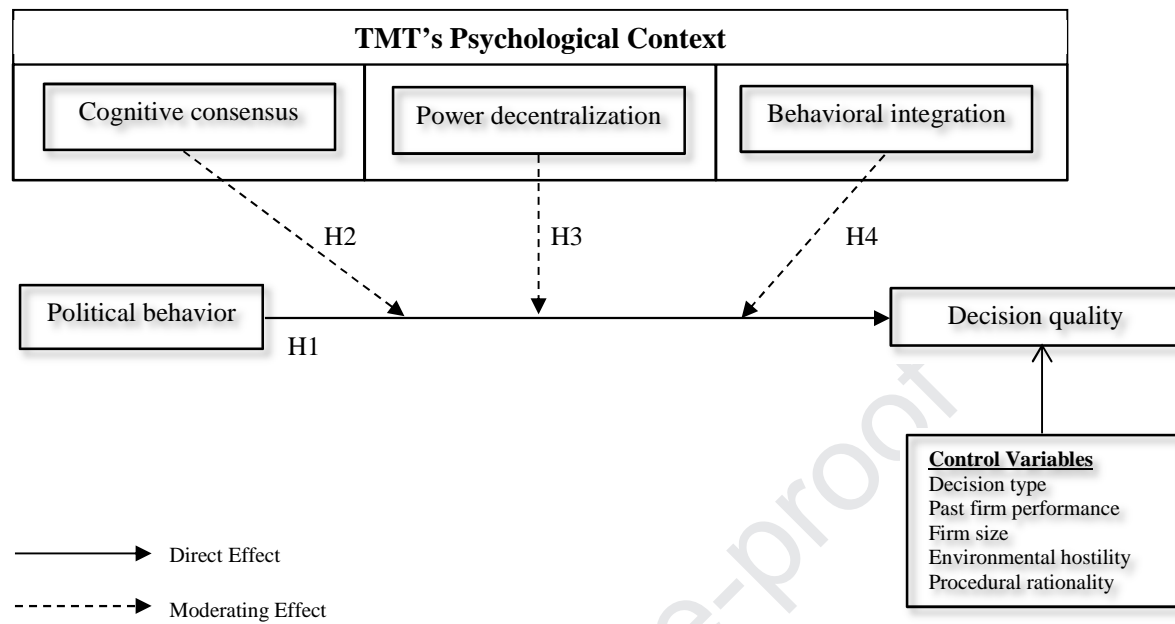 TMT's Psychological Context
Cognitive consensus
Power decentralization
Behavioral integration
H2
H3
H4
Political behavior
Decision quality
H1
Control Variables
Decision type
Past firm performance
Firm size
Environmental hostility
Procedural rationality
Direct Effect
Moderating Effect
e-proof